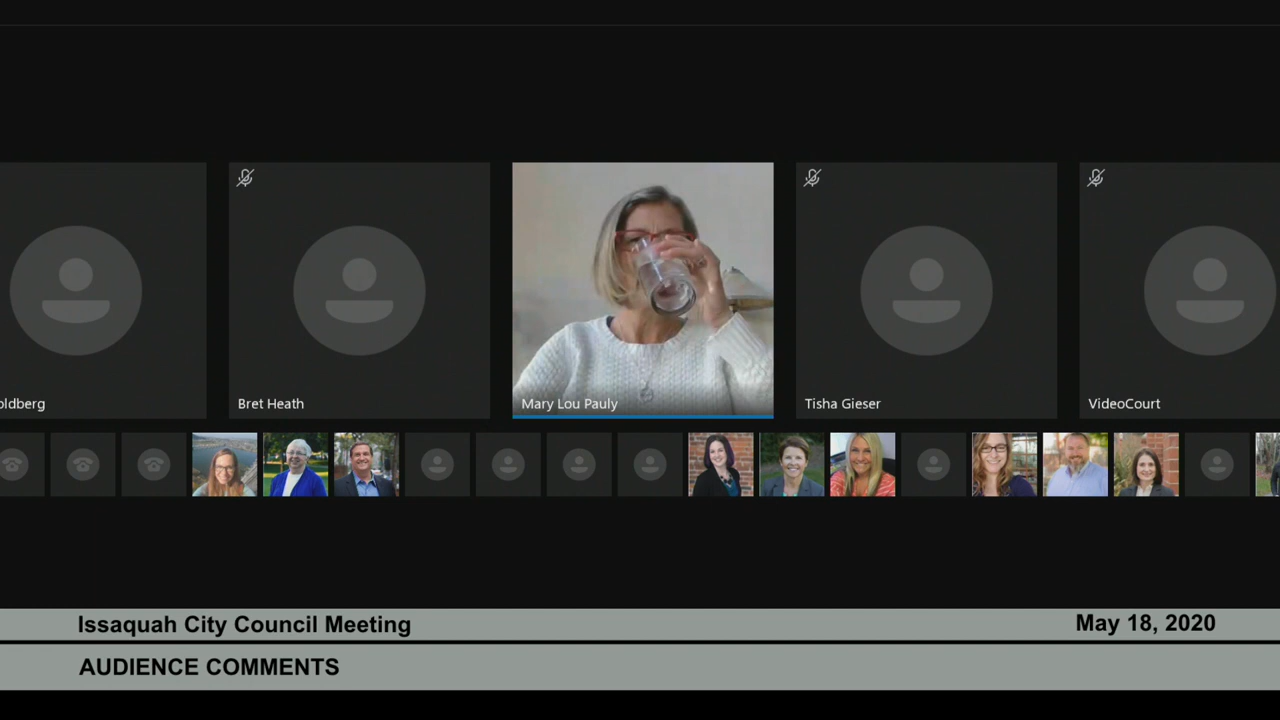 oldberg
Bret Heath
Mary Lou Pauly
Tisha Gieser
VideoCourt
Issaquah City Council Meeting
May 18, 2020
AUDIENCE COMMENTS